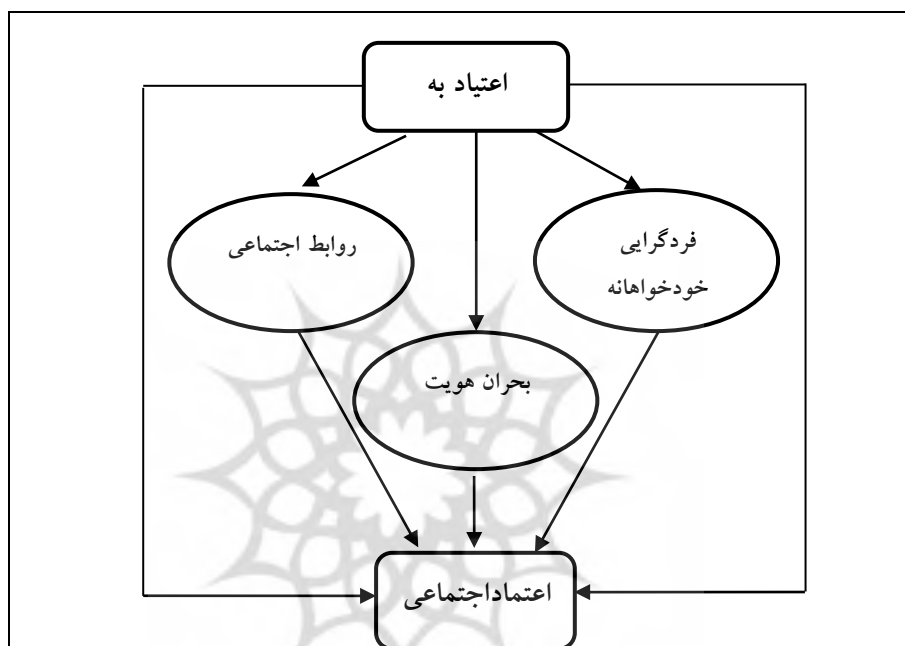 اعتیاد به
روابط اجتماعی
فردگرایی
خودخواهانه
بحران هویت
اعتماداجتماعی